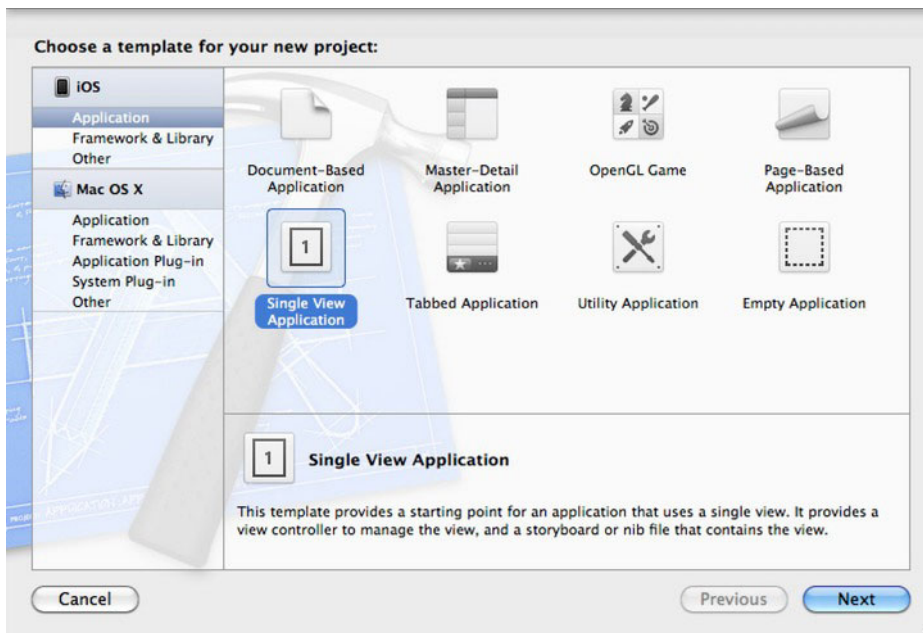 Choose a template for your new project:
iOS
Application
Framework & Library
Other
Mac OS X
Application
Framework & Library
Application Plug-in
System Plug-in
Other
Document-Based
Application
Master-Detail
Application
OpenGL Game
Page-Based
Application
1
Single View
Application
Tabbed Application
Utility Application
Empty Application
1
Single View Application
This template provides a starting point for an application that uses a single view. It provides a
view controller to manage the view, and a storyboard or nib file that contains the view.
Cancel
Previous
Next